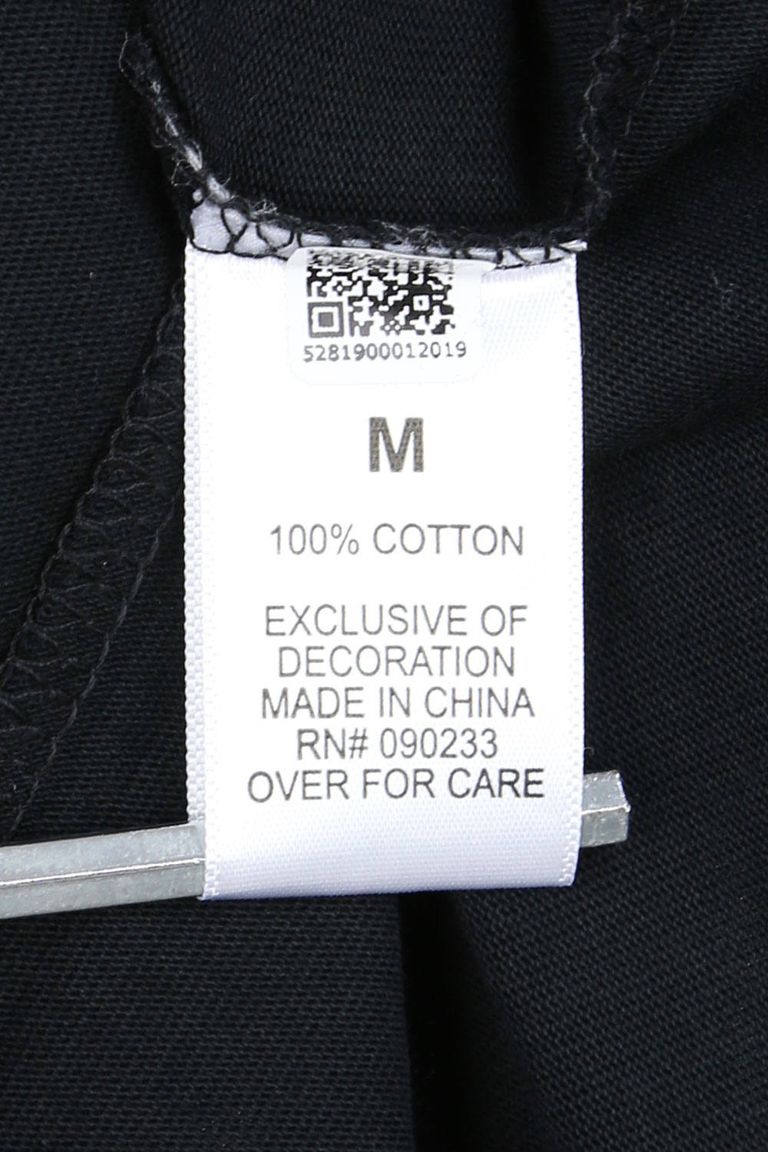 5281900012019
M
100% COTTON
EXCLUSIVE OF
DECORATION
MADE IN CHINA
RN# 090233
OVER FOR CARE